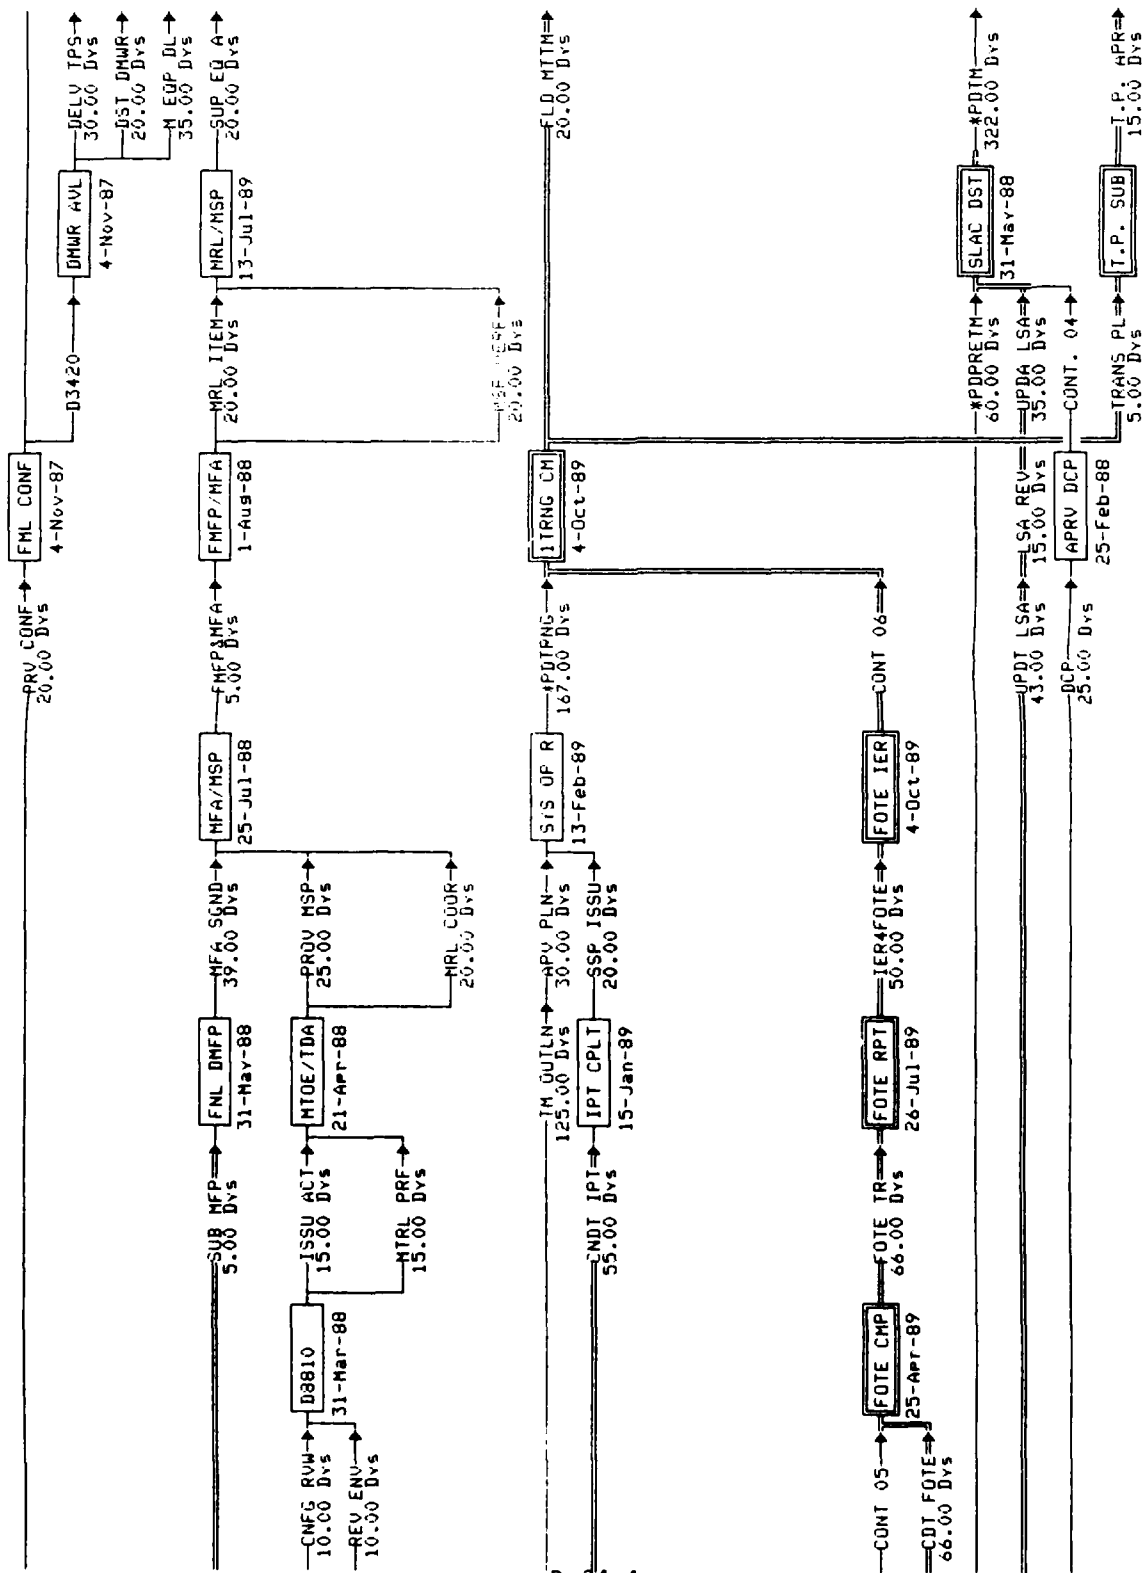 PRV CONF
20.00 Dys
FML CONF
4-Nov-87
D3420
DMWR AVL
4-Nov-87
DELV TPS
30.00 Dys
DST DMWR
20.00 Dys
M EQP DL
35.00 Dys
SUB MFP
5.00 Dys
FNL DMFP
31-May-88
MFA SGND
39.00 Dys
MFA/MSP
25-Jul-88
FMFP&MFA
5.00 Dys
FMFP/MFA
1-Aug-88
MRL ITEM
20.00 Dys
MRL/MSP
13-Jul-89
SUP EQ A
20.00 Dys
CNFG RVW
10.00 Dys
REV ENV
10.00 Dys
D8810
31-Mar-88
ISSU ACT
15.00 Dys
MTRL PRF
15.00 Dys
MTOE/TDA
21-Apr-88
PROV MSP
25.00 Dys
MRL COOR
20.00 Dys
MSP
20.00 Dys
TM OUTLN
125.00 Dys
APV PLN
30.00 Dys
CNDT IPT
55.00 Dys
IPT CPLT
15-Jan-89
SSP ISSU
20.00 Dys
SYS OP R
13-Feb-89
*PDTRNG
167.00 Dys
1TRNG CM
4-Oct-89
FLD MTTM
20.00 Dys
CONT 05
CDT FOTE
66.00 Dys
FOTE CMP
25-Apr-89
FOTE TR
66.00 Dys
FOTE RPT
26-Jul-89
IER4FOTE
50.00 Dys
FOTE IER
4-Oct-89
CONT 06
*PDPRETM
60.00 Dys
UPDT LSA
43.00 Dys
LSA REV
15.00 Dys
UPDA LSA
35.00 Dys
DCP
25.00 Dys
APRV DCP
25-Feb-88
CONT. 04
SLAC DST
31-May-88
*PDTM
322.00 Dys
TRANS PL
5.00 Dys
T.P. SUB
T.P. APR
15.00 Dys